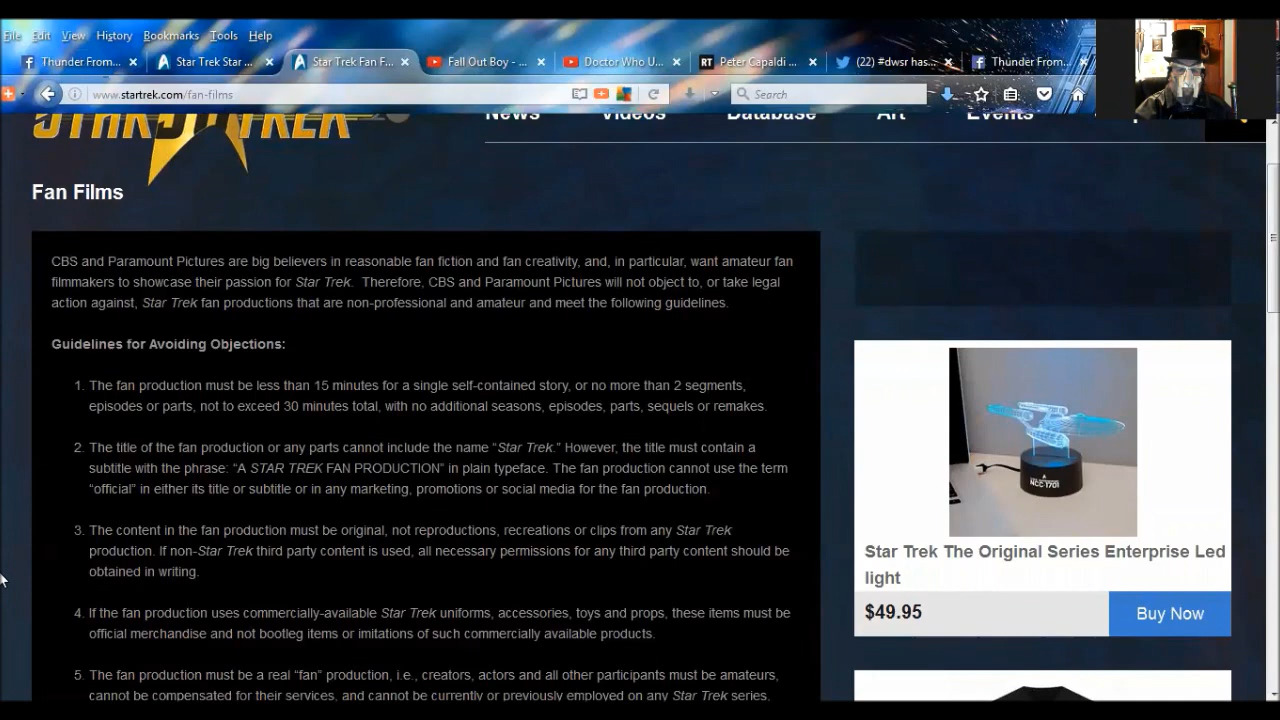 File Edit View History Bookmarks Tools Help
Thunder From... × Star Trek Star ... × Star Trek Fan F... × Fall Out Boy - ... × Doctor Who U... × RT Peter Capaldi ... × (22) #dwsr has... × Thunder From... ×
www.startrek.com/fan-films
Search
STAR TREK
News Videos Database Art Events
Fan Films
CBS and Paramount Pictures are big believers in reasonable fan fiction and fan creativity, and, in particular, want amateur fan
filmmakers to showcase their passion for Star Trek. Therefore, CBS and Paramount Pictures will not object to, or take legal
action against, Star Trek fan productions that are non-professional and amateur and meet the following guidelines.
Guidelines for Avoiding Objections:
1. The fan production must be less than 15 minutes for a single self-contained story, or no more than 2 segments,
episodes or parts, not to exceed 30 minutes total, with no additional seasons, episodes, parts, sequels or remakes.
2. The title of the fan production or any parts cannot include the name “Star Trek.” However, the title must contain a
subtitle with the phrase: “A STAR TREK FAN PRODUCTION” in plain typeface. The fan production cannot use the term
“official” in either its title or subtitle or in any marketing, promotions or social media for the fan production.
3. The content in the fan production must be original, not reproductions, recreations or clips from any Star Trek
production. If non-Star Trek third party content is used, all necessary permissions for any third party content should be
obtained in writing.
4. If the fan production uses commercially-available Star Trek uniforms, accessories, toys and props, these items must be
official merchandise and not bootleg items or imitations of such commercially available products.
5. The fan production must be a real “fan” production, i.e., creators, actors and all other participants must be amateurs,
cannot be compensated for their services, and cannot be currently or previously employed on any Star Trek series,
NCC-1701
Star Trek The Original Series Enterprise Led
light
$49.95
Buy Now